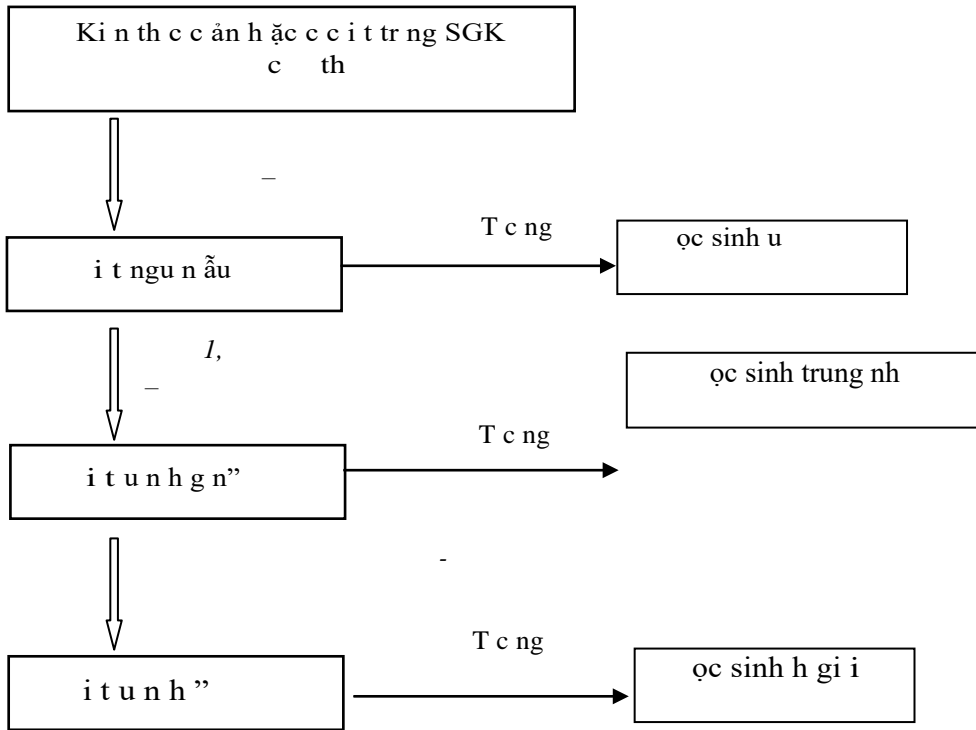 Ki n th c c ản h ặc c c i t tr ng SGK
c th
–
T c ng
ọc sinh u
i t ngu n ẫu
1,
–
ọc sinh trung nh
T c ng
i t u n h g n”
-
T c ng
ọc sinh h gi i
i t u n h ”